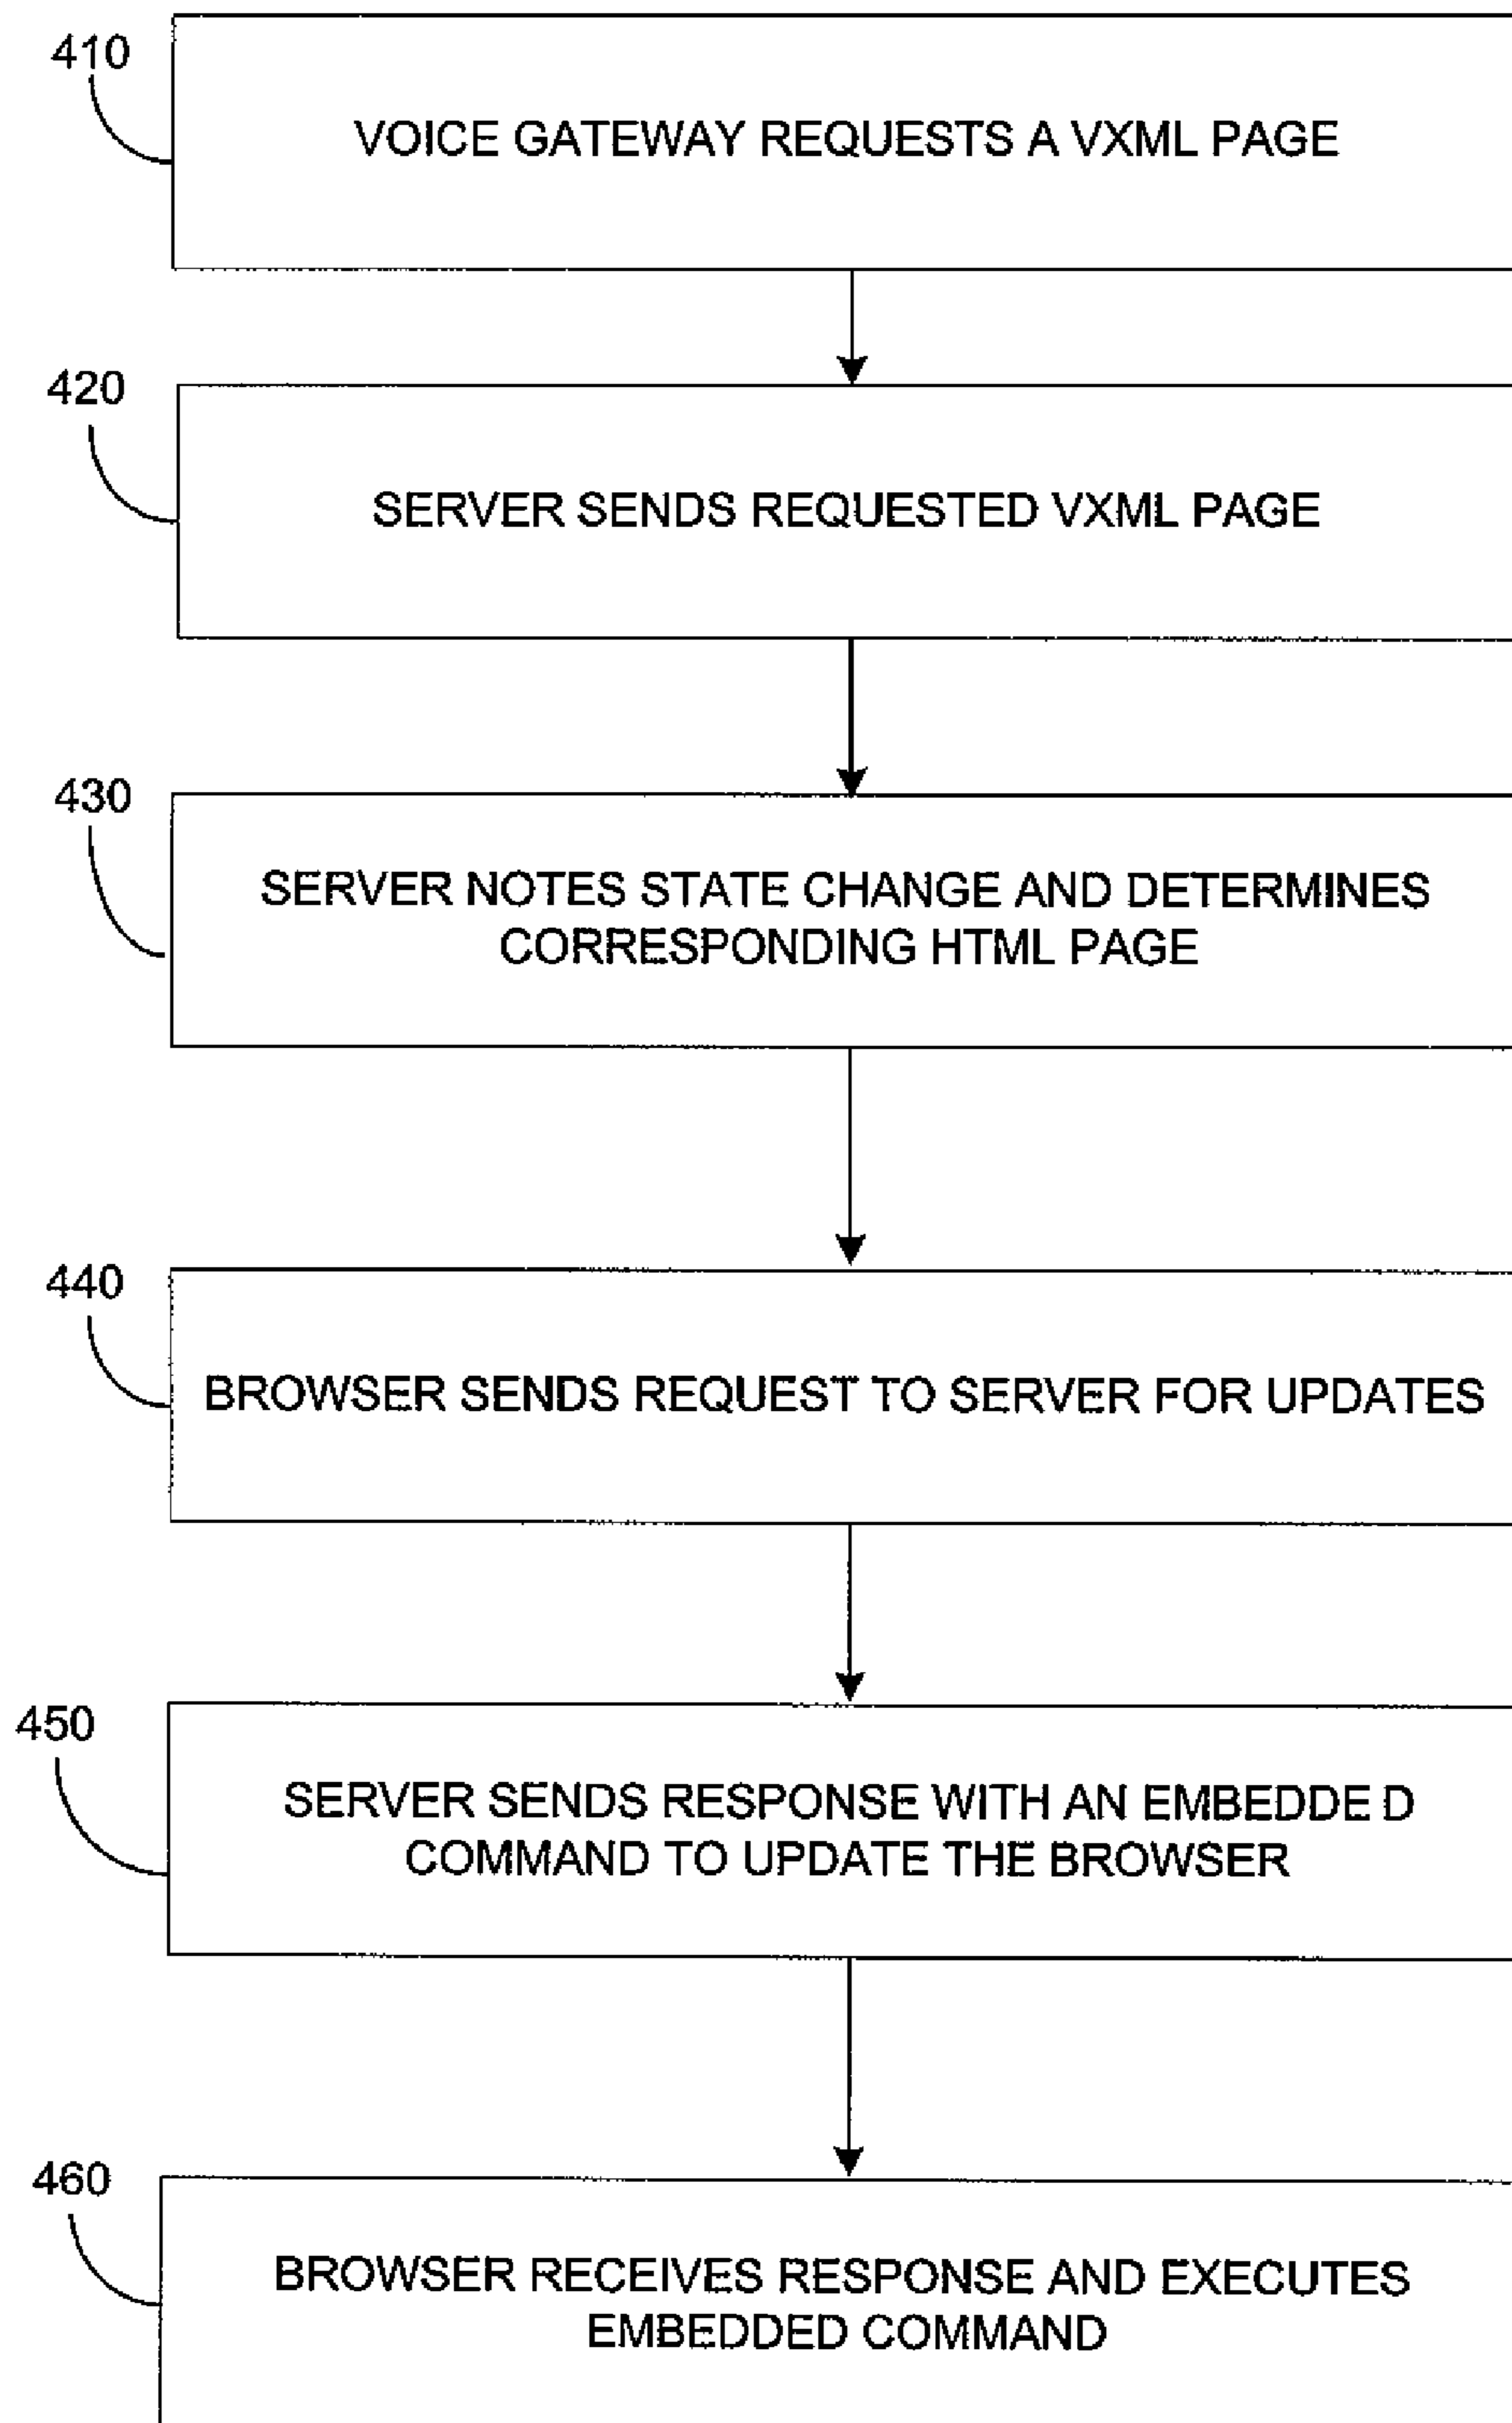 410
VOICE GATEWAY REQUESTS A VXML PAGE
420
SERVER SENDS REQUESTED VXML PAGE
430
SERVER NOTES STATE CHANGE AND DETERMINES
CORRESPONDING HTML PAGE
440
BROWSER SENDS REQUEST TO SERVER FOR UPDATES
450
SERVER SENDS RESPONSE WITH AN EMBEDDE D
COMMAND TO UPDATE THE BROWSER
460
BROWSER RECEIVES RESPONSE AND EXECUTES
EMBEDDED COMMAND